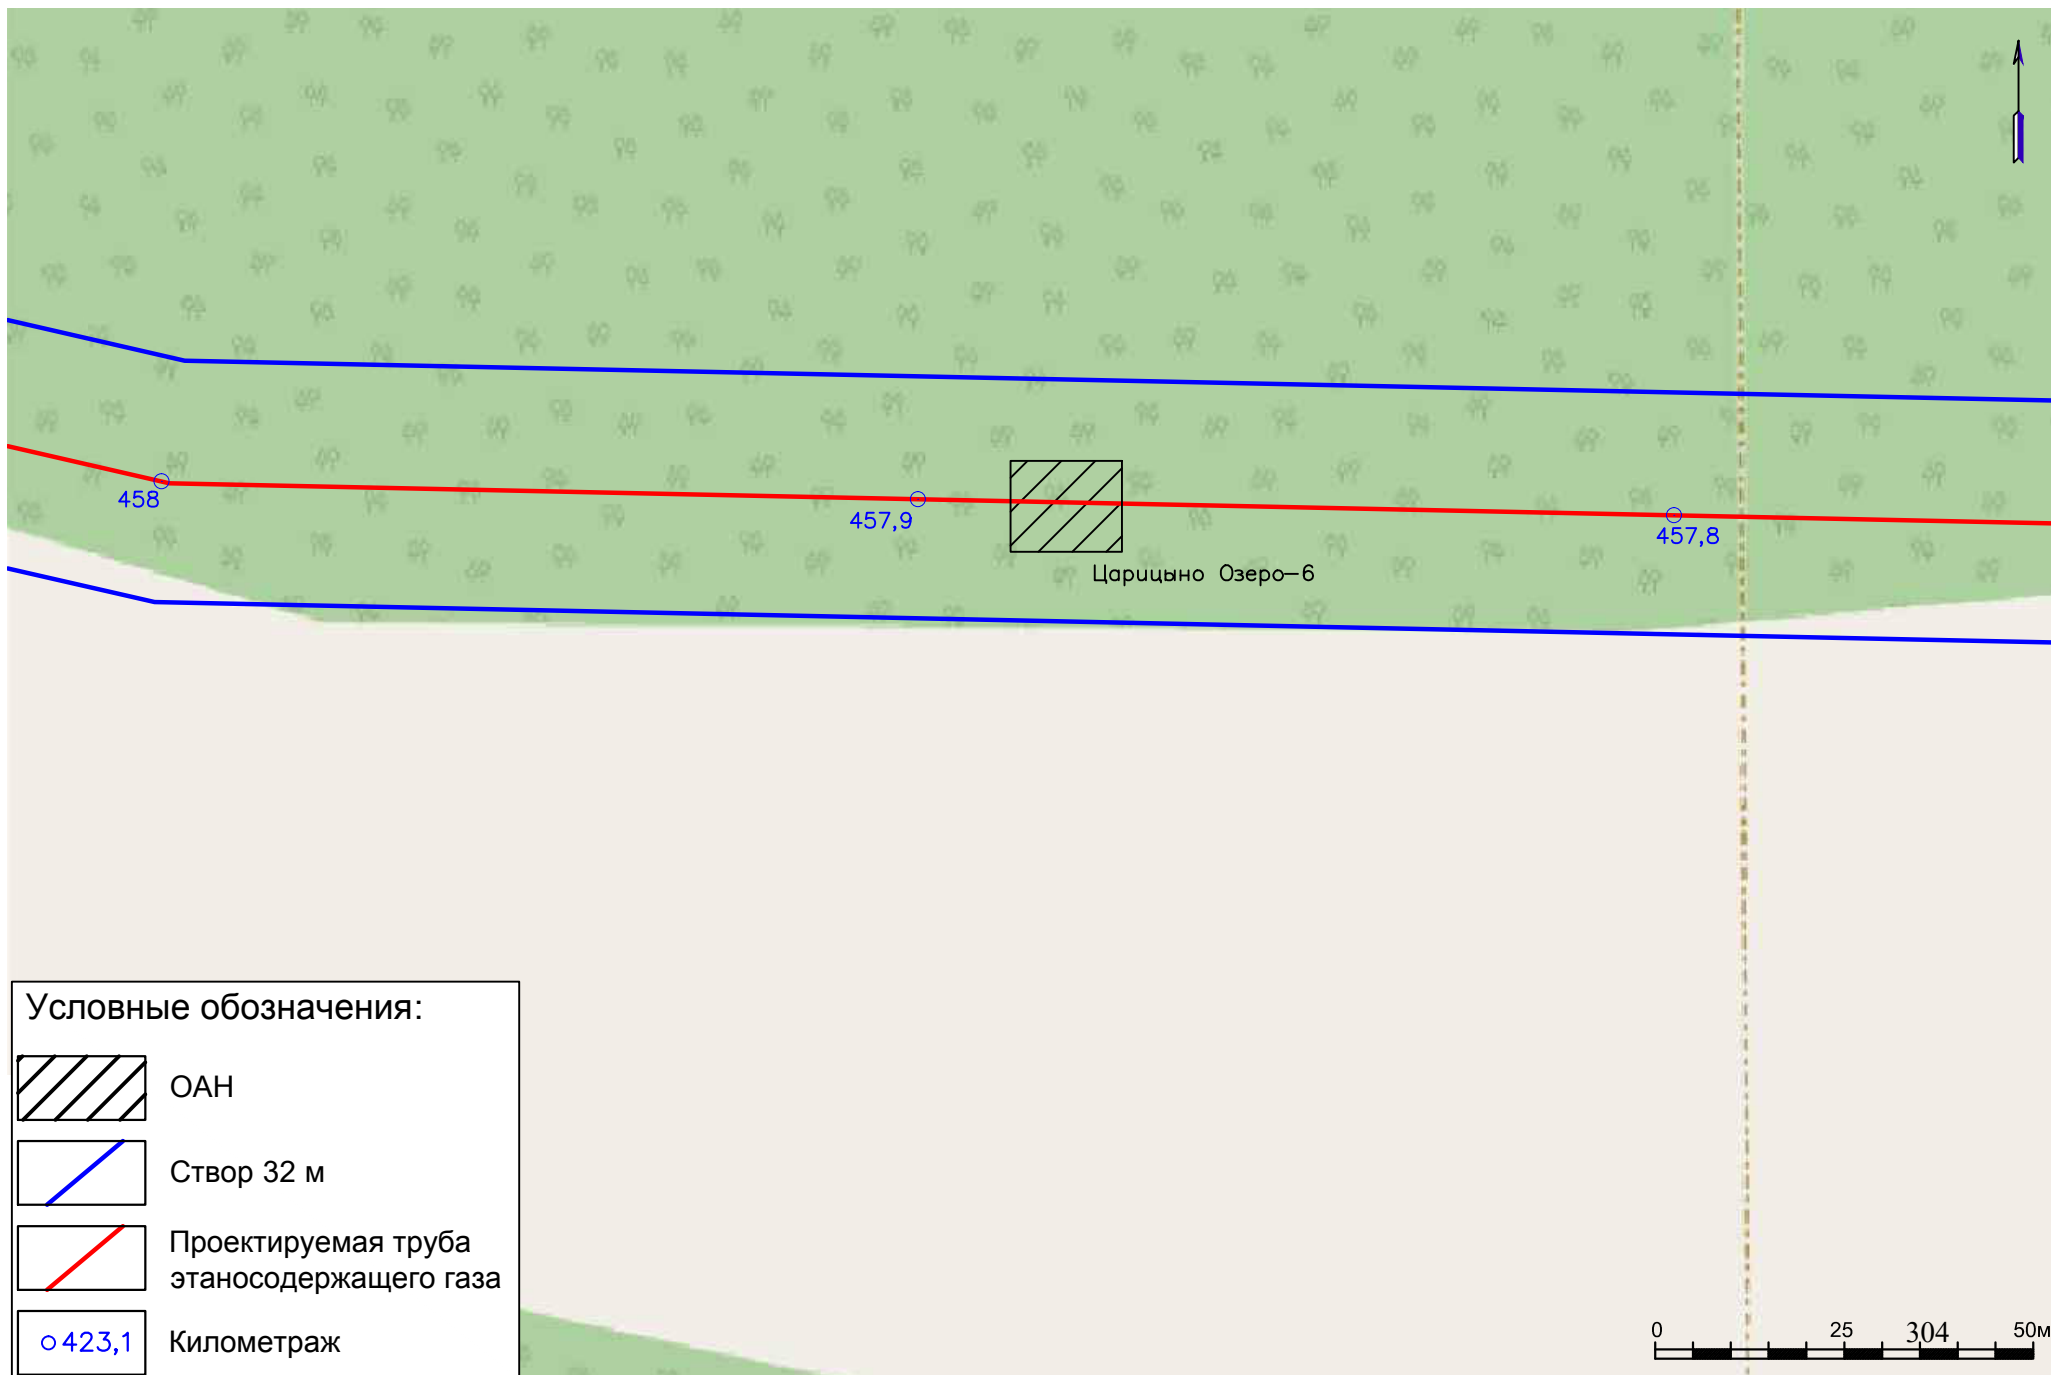 458
457,9
457,8
Царицыно Озеро-6
Условные обозначения:
ОАН
Створ 32 м
Проектируемая труба
этаносодержащего газа
423,1
Километраж
0
25
304
50м